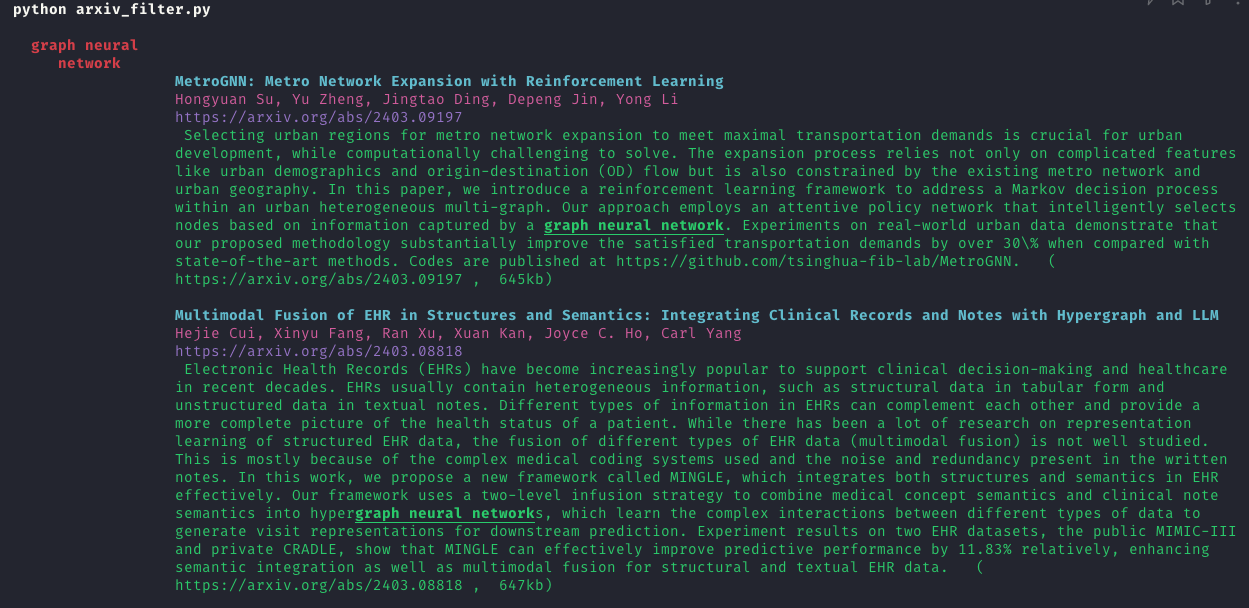 python arxiv_filter.py
graph neural
network
MetroGNN: Metro Network Expansion with Reinforcement Learning
Hongyuan Su, Yu Zheng, Jingtao Ding, Depeng Jin, Yong Li
https://arxiv.org/abs/2403.09197
Selecting urban regions for metro network expansion to meet maximal transportation demands is crucial for urban
development, while computationally challenging to solve. The expansion process relies not only on complicated features
like urban demographics and origin-destination (OD) flow but is also constrained by the existing metro network and
urban geography. In this paper, we introduce a reinforcement learning framework to address a Markov decision process
within an urban heterogeneous multi-graph. Our approach employs an attentive policy network that intelligently selects
nodes based on information captured by a graph neural network. Experiments on real-world urban data demonstrate that
our proposed methodology substantially improve the satisfied transportation demands by over 30\% when compared with
state-of-the-art methods. Codes are published at https://github.com/tsinghua-fib-lab/MetroGNN.   (
https://arxiv.org/abs/2403.09197 ,  645kb)
Multimodal Fusion of EHR in Structures and Semantics: Integrating Clinical Records and Notes with Hypergraph and LLM
Hejie Cui, Xinyu Fang, Ran Xu, Xuan Kan, Joyce C. Ho, Carl Yang
https://arxiv.org/abs/2403.08818
Electronic Health Records (EHRs) have become increasingly popular to support clinical decision-making and healthcare
in recent decades. EHRs usually contain heterogeneous information, such as structural data in tabular form and
unstructured data in textual notes. Different types of information in EHRs can complement each other and provide a
more complete picture of the health status of a patient. While there has been a lot of research on representation
learning of structured EHR data, the fusion of different types of EHR data (multimodal fusion) is not well studied.
This is mostly because of the complex medical coding systems used and the noise and redundancy present in the written
notes. In this work, we propose a new framework called MINGLE, which integrates both structures and semantics in EHR
effectively. Our framework uses a two-level infusion strategy to combine medical concept semantics and clinical note
semantics into hypergraph neural networks, which learn the complex interactions between different types of data to
generate visit representations for downstream prediction. Experiment results on two EHR datasets, the public MIMIC-III
and private CRADLE, show that MINGLE can effectively improve predictive performance by 11.83% relatively, enhancing
semantic integration as well as multimodal fusion for structural and textual EHR data.   (
https://arxiv.org/abs/2403.08818 ,  647kb)